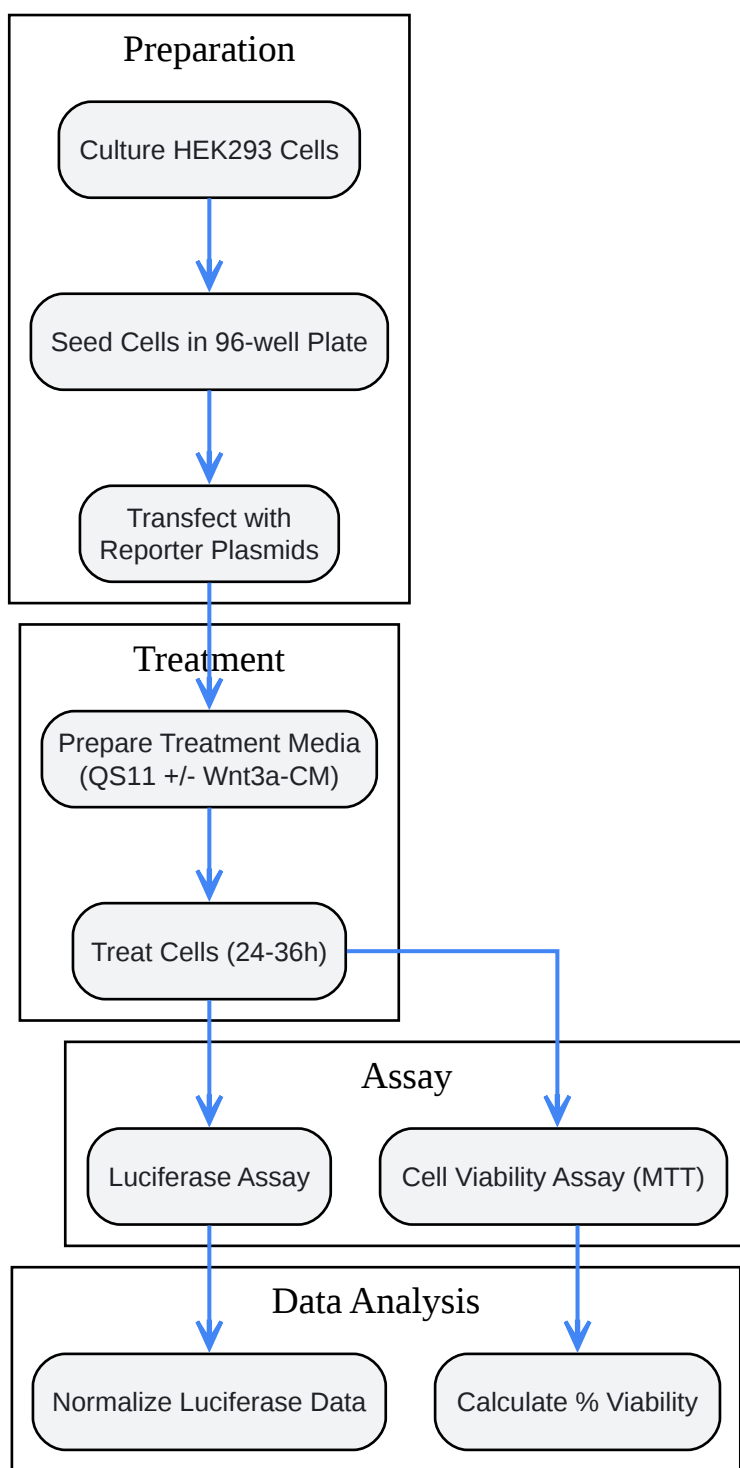 Preparation
Culture HEK293 Cells
Seed Cells in 96-well Plate
Transfect with
Reporter Plasmids
Treatment
Prepare Treatment Media
(QS11 +/- Wnt3a-CM)
Treat Cells (24-36h)
Assay
Luciferase Assay
Cell Viability Assay (MTT)
Data Analysis
Normalize Luciferase Data
Calculate % Viability